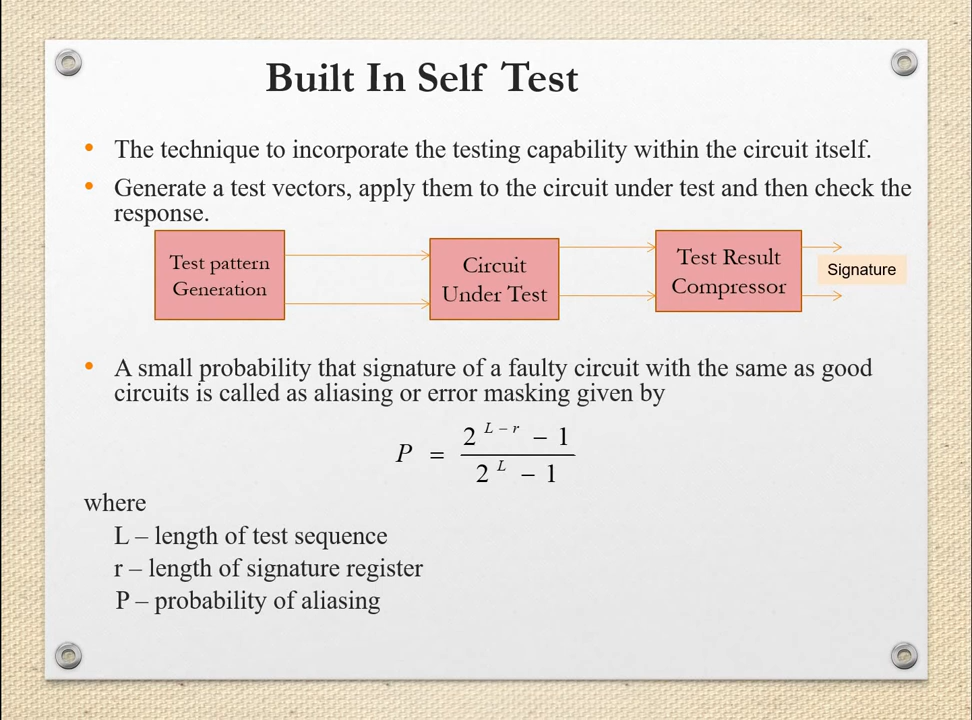 Built In Self Test
• The technique to incorporate the testing capability within the circuit itself.
• Generate a test vectors, apply them to the circuit under test and then check the
response.
Test pattern
Generation
Circuit
Under Test
Test Result
Compressor
Signature
• A small probability that signature of a faulty circuit with the same as good
circuits is called as aliasing or error masking given by
P = \frac{2^{L-r} - 1}{2^{L} - 1}
where
L – length of test sequence
r – length of signature register
P – probability of aliasing